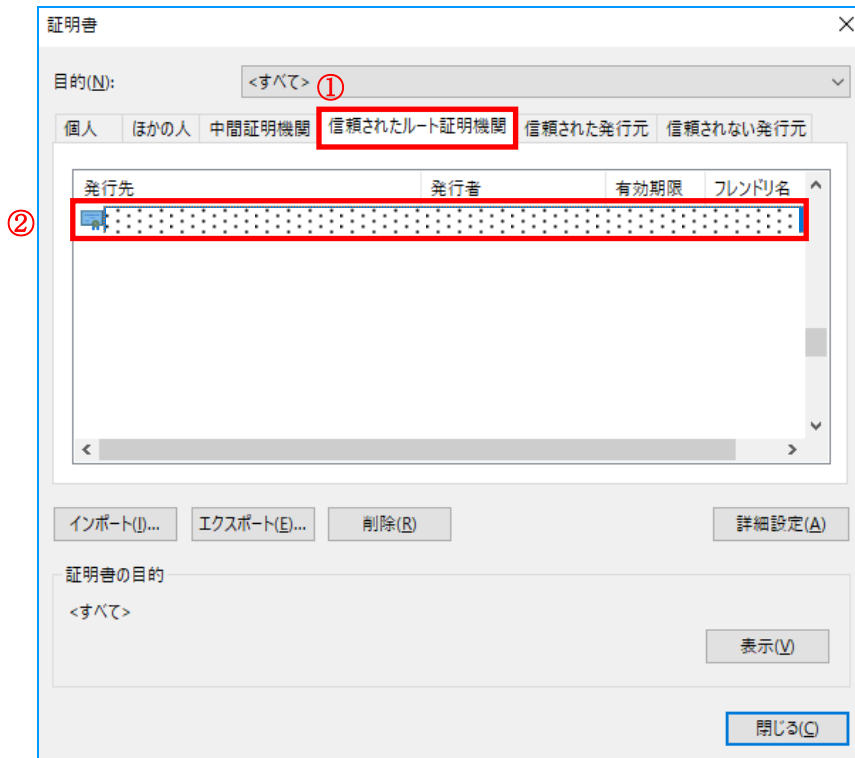 証明書
目的(N):
<すべて>
①
個人 ほかの人 中間証明機関 信頼されたルート証明機関 信頼された発行元 信頼されない発行元
発行先 発行者 有効期限 フレンドリ名
②
インポート(I)... エクスポート(E)... 削除(R) 詳細設定(A)
証明書の目的
<すべて>
表示(V)
閉じる(C)